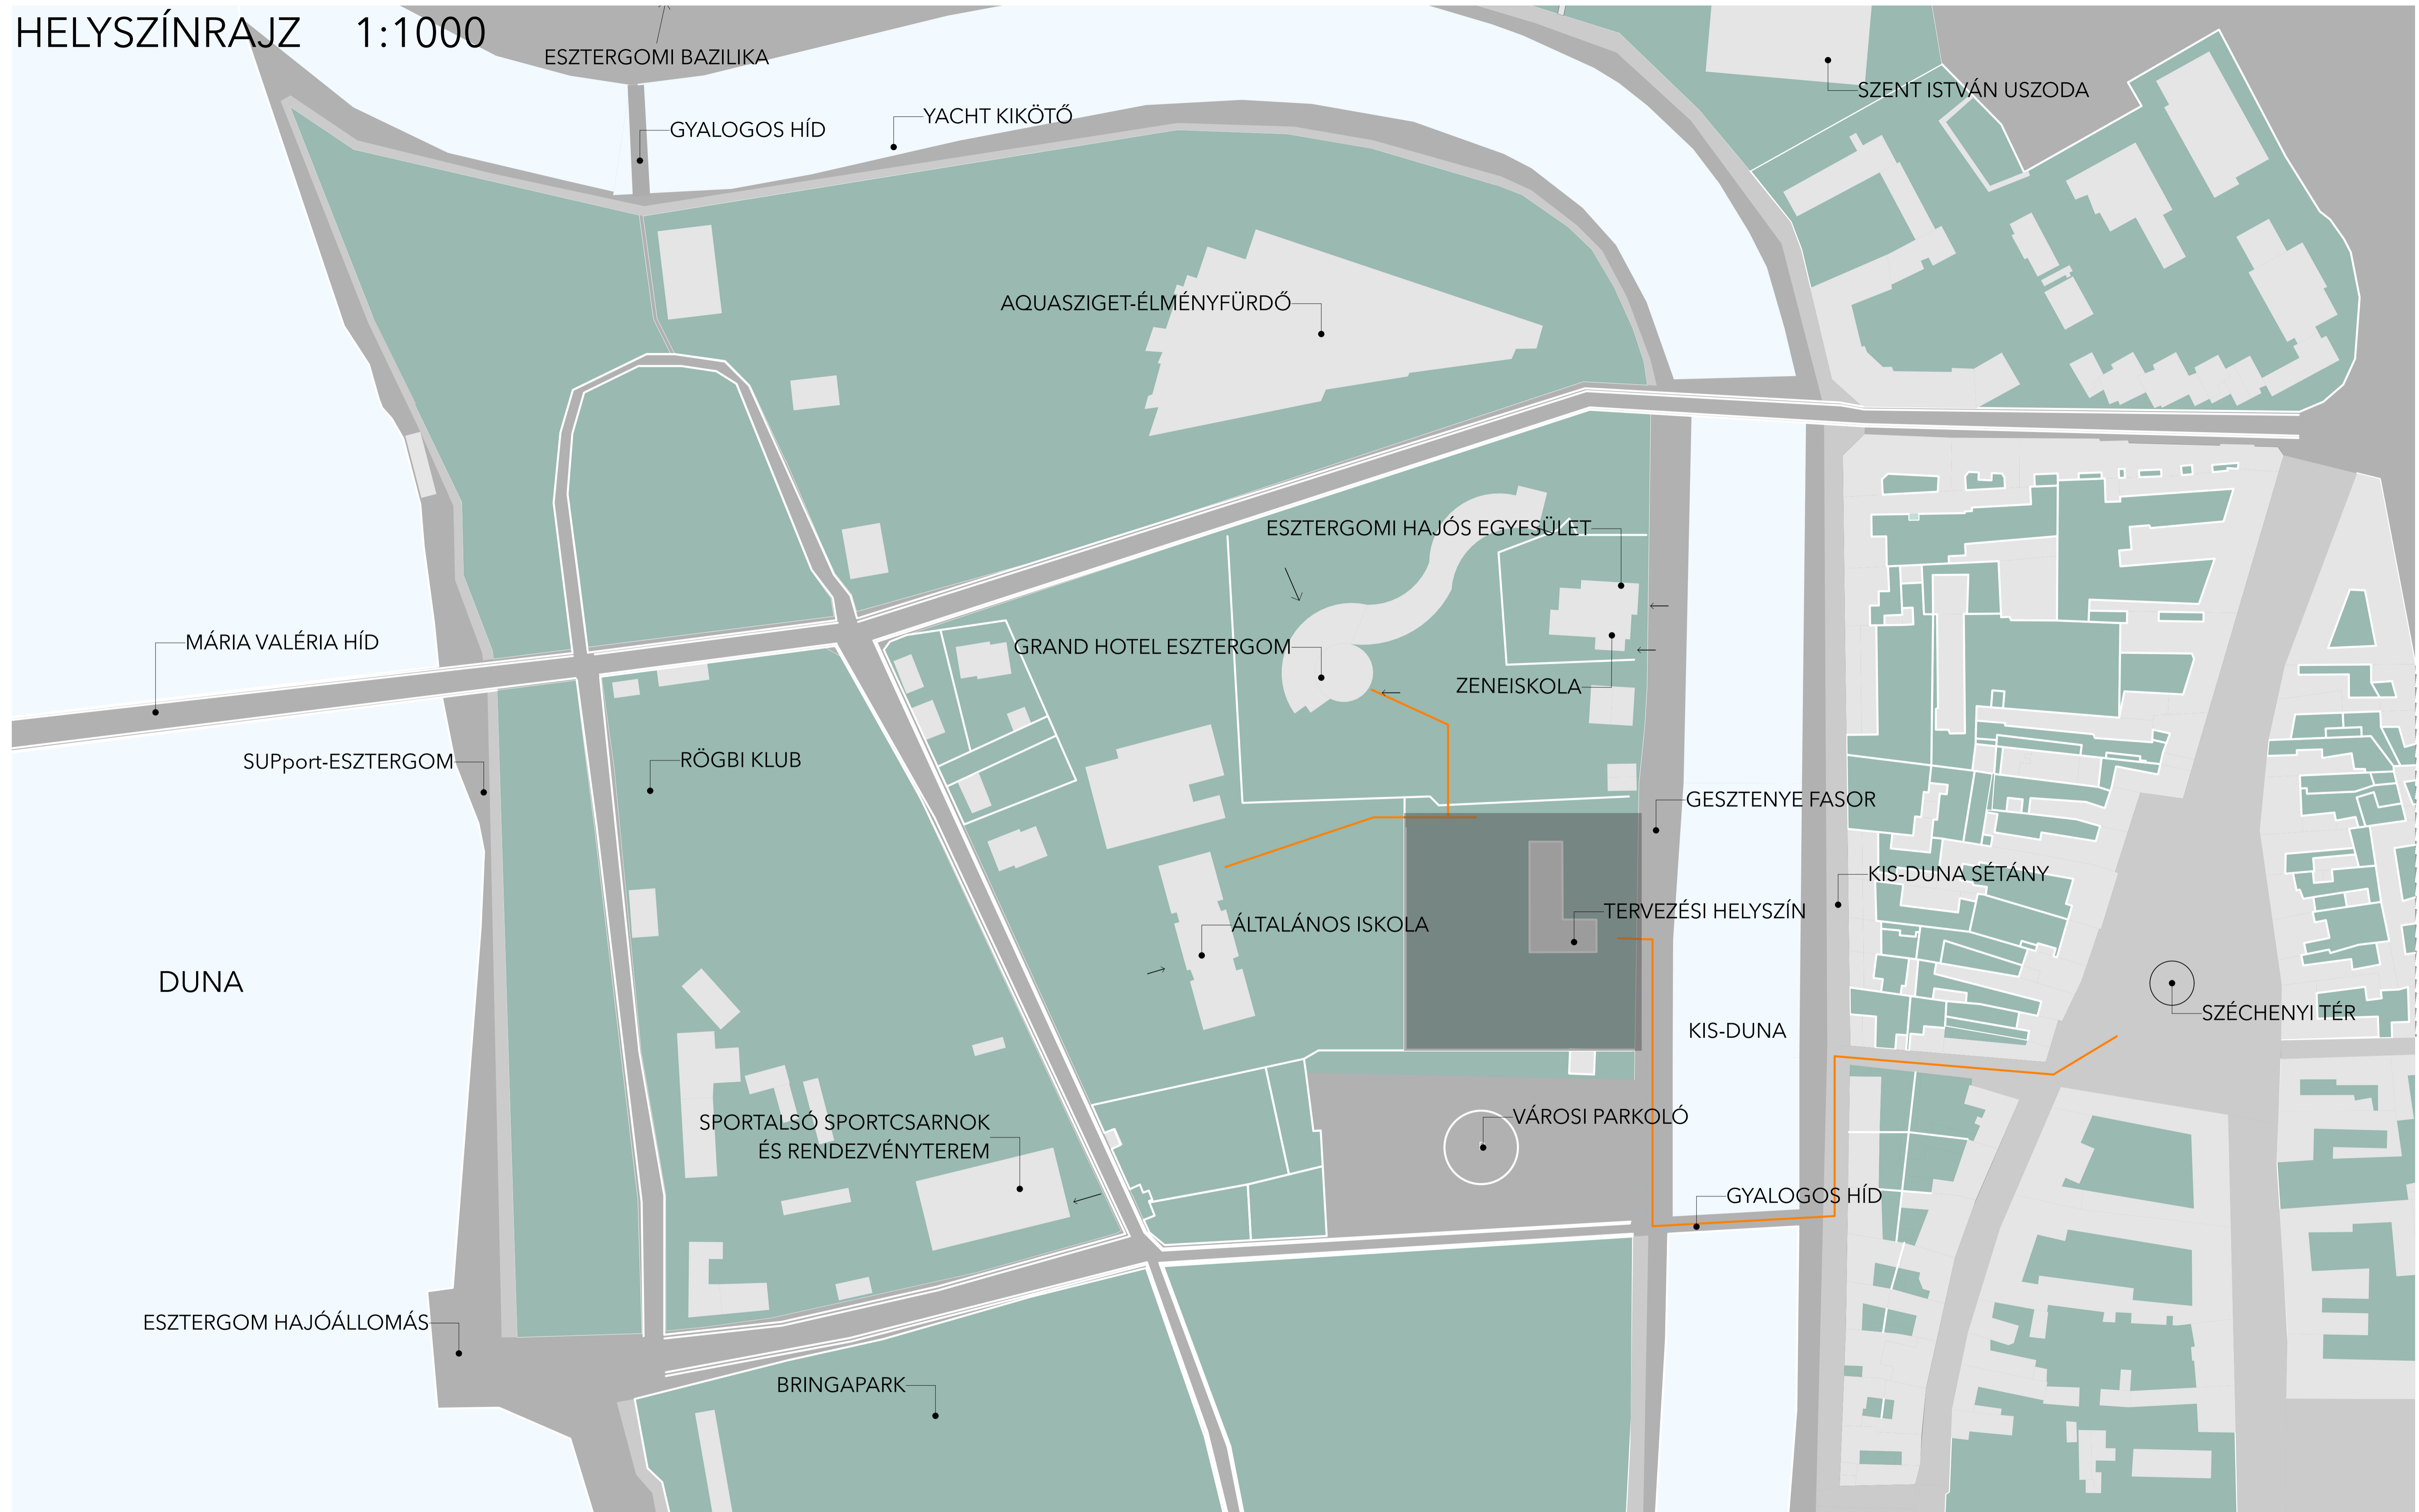 HELYSZÍNRAJZ 1:1000
ESZTERGOMI BAZILIKA
SZENT ISTVÁN USZODA
YACHT KIKÖTŐ
GYALOGOS HÍD
AQUASZIGET-ÉLMÉNYFÜRDŐ
ESZTERGOMI HAJÓS EGYESÜLET
MÁRIA VALÉRIA HÍD
GRAND HOTEL ESZTERGOM
ZENEISKOLA
SUPport-ESZTERGOM
RÖGBI KLUB
GESZTENYE FASOR
KIS-DUNA SÉTÁNY
TERVEZÉSI HELYSZÍN
ÁLTALÁNOS ISKOLA
DUNA
SZÉCHENYI TÉR
KIS-DUNA
VÁROSI PARKOLÓ
SPORTALSÓ SPORTCSARNOK
ÉS RENDEZVÉNYTEREM
GYALOGOS HÍD
ESZTERGOM HAJÓÁLLOMÁS
BRINGAPARK